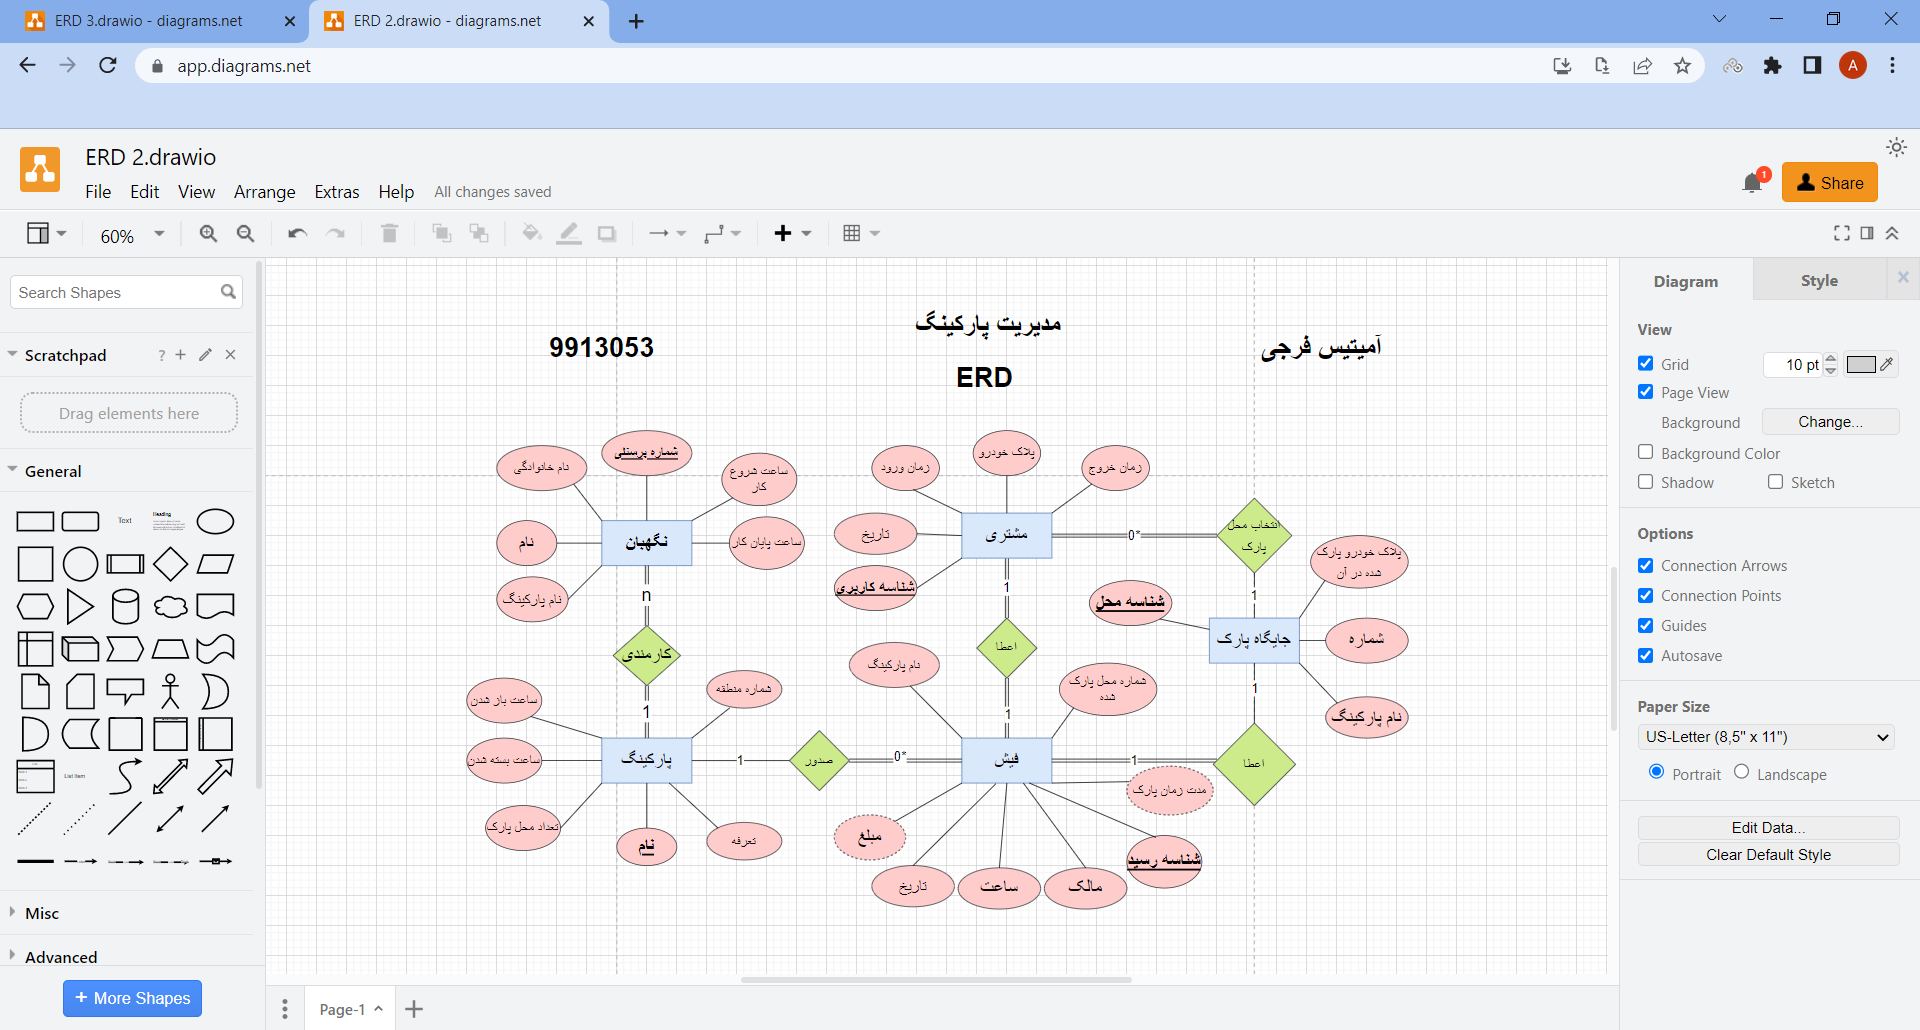 ERD 3.drawio - diagrams.net
ERD 2.drawio - diagrams.net
app.diagrams.net
A
ERD 2.drawio
File Edit View Arrange Extras Help All changes saved
1
Share
60%
Search Shapes
Scratchpad
?
Drag elements here
General
Text
Heading
List Item
Misc
Advanced
+ More Shapes
مدیریت پارکینگ
9913053
آمیتیس فرجی
ERD
شماره پرسنلی
نام خانوادگی
ساعت شروع
کار
نام
نگهبان
ساعت پایان کار
نام پارکینگ
n
کارمندی
1
پلاک خودرو
زمان ورود
زمان خروج
تاریخ
مشتری
شناسه کاربری
0*
انتخاب محل
پارک
پلاک خودرو پارک
شده در آن
1
1
شناسه محل
جایگاه پارک
شماره
نام پارکینگ
1
اعطا
نام پارکینگ
شماره محل پارک
شده
1
ساعت باز شدن
شماره منطقه
ساعت بسته شدن
پارکینگ
1
صدور
0*
فیش
1
اعطا
مدت زمان پارک
تعداد محل پارک
نام
تعرفه
مبلغ
تاریخ
ساعت
مالک
شناسه رسید
Page-1
Diagram
Style
View
Grid
10 pt
Page View
Background
Change...
Background Color
Shadow
Sketch
Options
Connection Arrows
Connection Points
Guides
Autosave
Paper Size
US-Letter (8,5" x 11")
Portrait
Landscape
Edit Data...
Clear Default Style